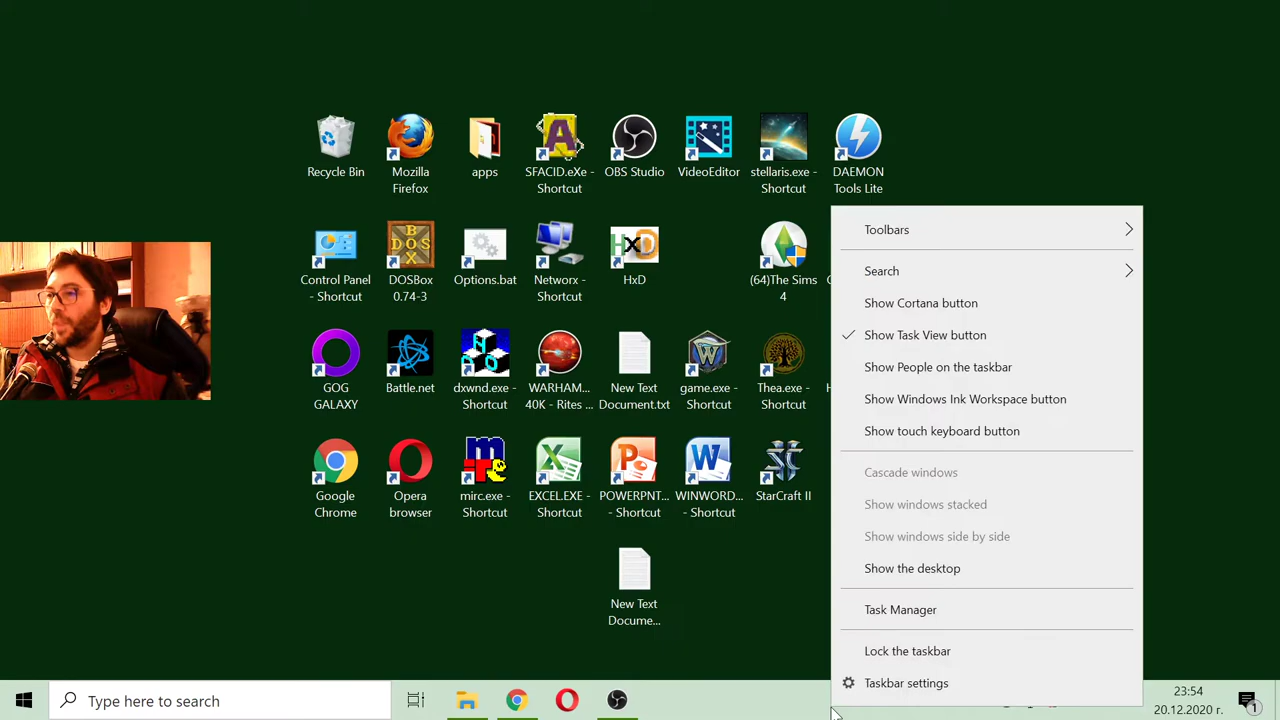 Recycle Bin
Mozilla
Firefox
apps
SFACID.eXe -
Shortcut
OBS Studio
VideoEditor
stellaris.exe -
Shortcut
DAEMON
Tools Lite
Control Panel
- Shortcut
DOSBox
0.74-3
Options.bat
Networx -
Shortcut
HxD
(64)The Sims
4
GOG
GALAXY
Battle.net
dxwnd.exe -
Shortcut
WARHAM...
40K - Rites ...
New Text
Document.txt
game.exe -
Shortcut
Thea.exe -
Shortcut
Google
Chrome
Opera
browser
mirc.exe -
Shortcut
EXCEL.EXE -
Shortcut
POWERPNT...
- Shortcut
WINWORD...
- Shortcut
StarCraft II
New Text
Docume...
Toolbars
Search
Show Cortana button
Show Task View button
Show People on the taskbar
Show Windows Ink Workspace button
Show touch keyboard button
Cascade windows
Show windows stacked
Show windows side by side
Show the desktop
Task Manager
Lock the taskbar
Taskbar settings
Type here to search
23:54
20.12.2020 г.
1